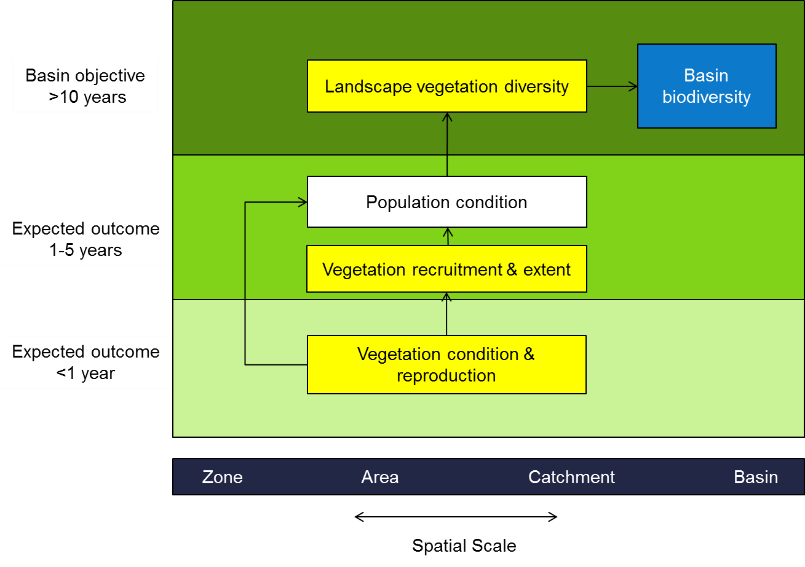 Basin objective
>10 years
Landscape vegetation diversity
Basin
biodiversity
Population condition
Expected outcome
1-5 years
Vegetation recruitment & extent
Expected outcome
<1 year
Vegetation condition &
reproduction
Zone Area Catchment Basin
Spatial Scale